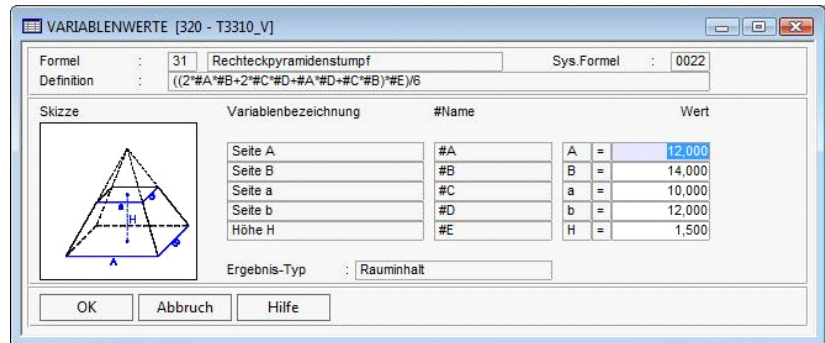 VARIABLENWERTE [320 - T3310_V]
Formel : 31 Rechteckpyramidenstumpf Sys.Formel : 0022
Definition : ((2*#A*#B+2*#C*#D+#A*#D+#C*#B)*#E)/6
Skizze Variablenbezeichnung #Name Wert
Seite A #A A = 12,000
Seite B #B B = 14,000
Seite a #C a = 10,000
Seite b #D b = 12,000
Höhe H #E H = 1,500
H
A
Ergebnis-Typ : Rauminhalt
OK Abbruch Hilfe